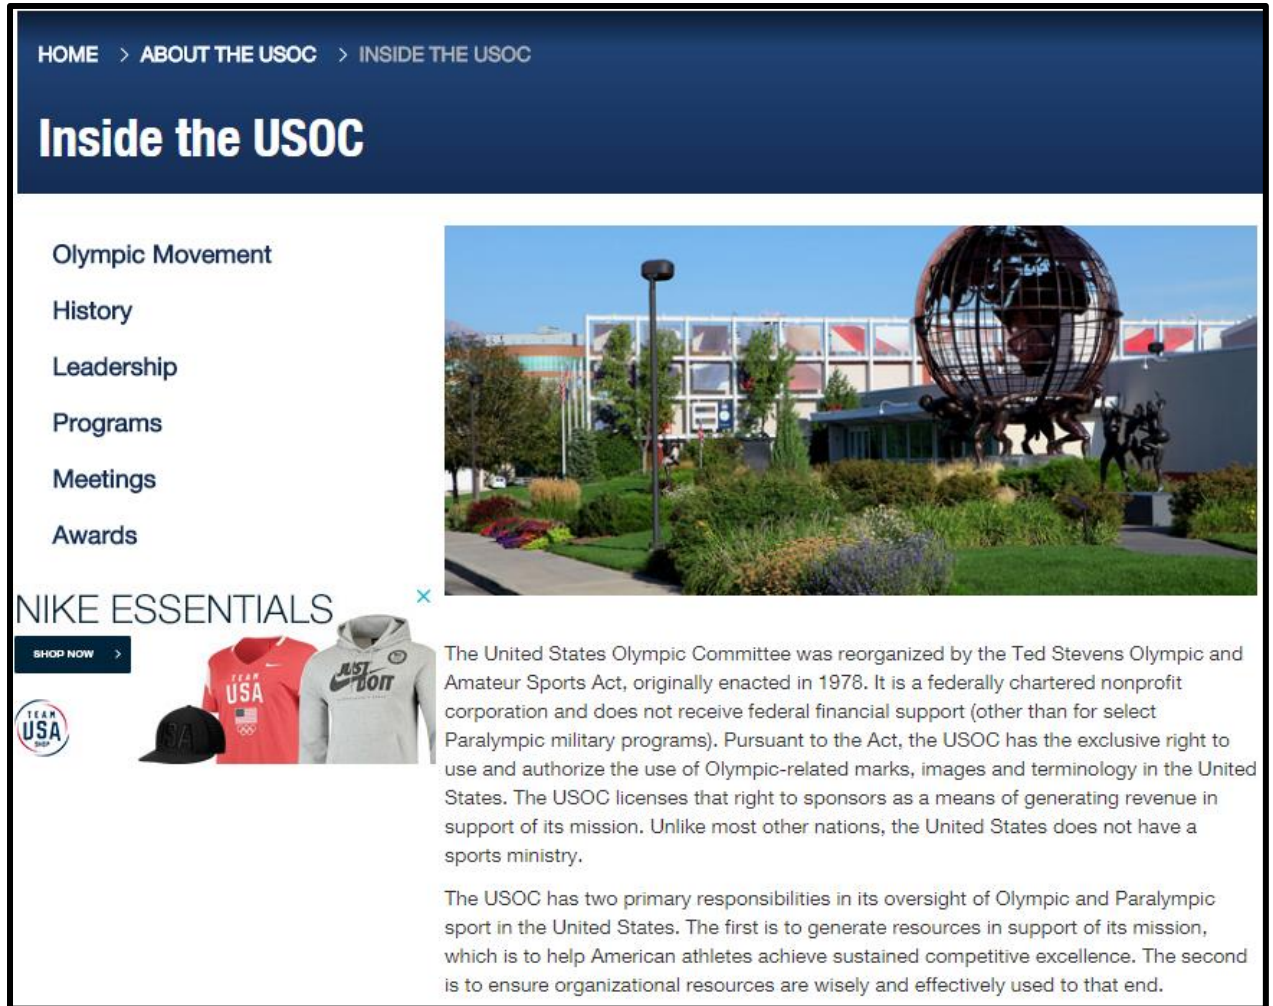 HOME > ABOUT THE USOC > INSIDE THE USOC
Inside the USOC
Olympic Movement
History
Leadership
Programs
Meetings
Awards
NIKE ESSENTIALS
SHOP NOW >
TEAM
USA
SHOP
USA
TEAM
USA
JUST
DO IT
The United States Olympic Committee was reorganized by the Ted Stevens Olympic and
Amateur Sports Act, originally enacted in 1978. It is a federally chartered nonprofit
corporation and does not receive federal financial support (other than for select
Paralympic military programs). Pursuant to the Act, the USOC has the exclusive right to
use and authorize the use of Olympic-related marks, images and terminology in the United
States. The USOC licenses that right to sponsors as a means of generating revenue in
support of its mission. Unlike most other nations, the United States does not have a
sports ministry.
The USOC has two primary responsibilities in its oversight of Olympic and Paralympic
sport in the United States. The first is to generate resources in support of its mission,
which is to help American athletes achieve sustained competitive excellence. The second
is to ensure organizational resources are wisely and effectively used to that end.